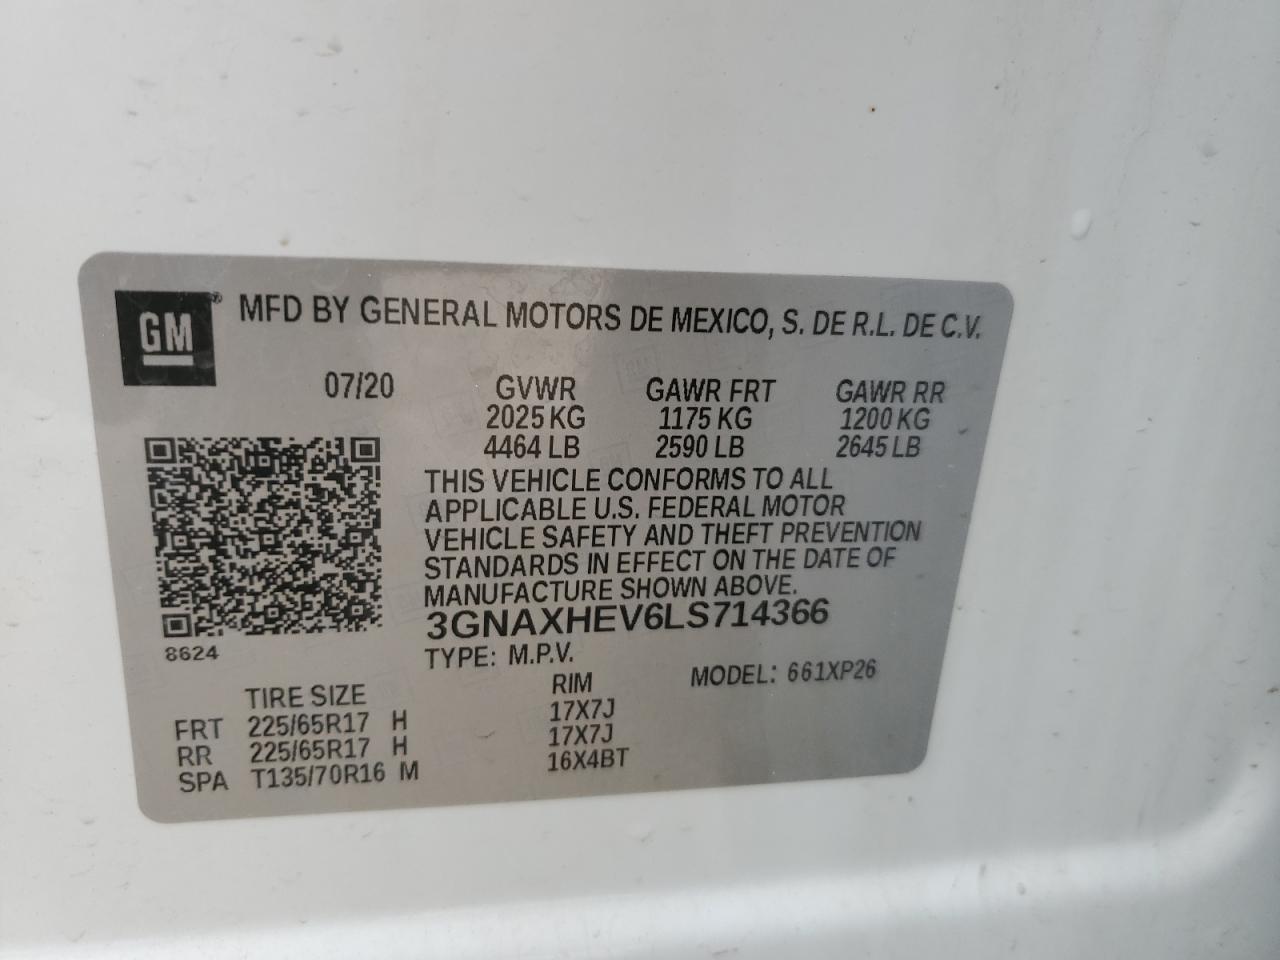 GM® MFD BY GENERAL MOTORS DE MEXICO, S. DE R.L. DE C.V.
07/20 GVWR GAWR FRT GAWR RR
2025 KG 1175 KG 1200 KG
4464 LB 2590 LB 2645 LB
THIS VEHICLE CONFORMS TO ALL
APPLICABLE U.S. FEDERAL MOTOR
VEHICLE SAFETY AND THEFT PREVENTION
STANDARDS IN EFFECT ON THE DATE OF
MANUFACTURE SHOWN ABOVE.
3GNAXHEV6LS714366
8624 TYPE: M.P.V. MODEL: 661XP26
TIRE SIZE RIM
FRT 225/65R17 H 17X7J
RR 225/65R17 H 17X7J
SPA T135/70R16 M 16X4BT